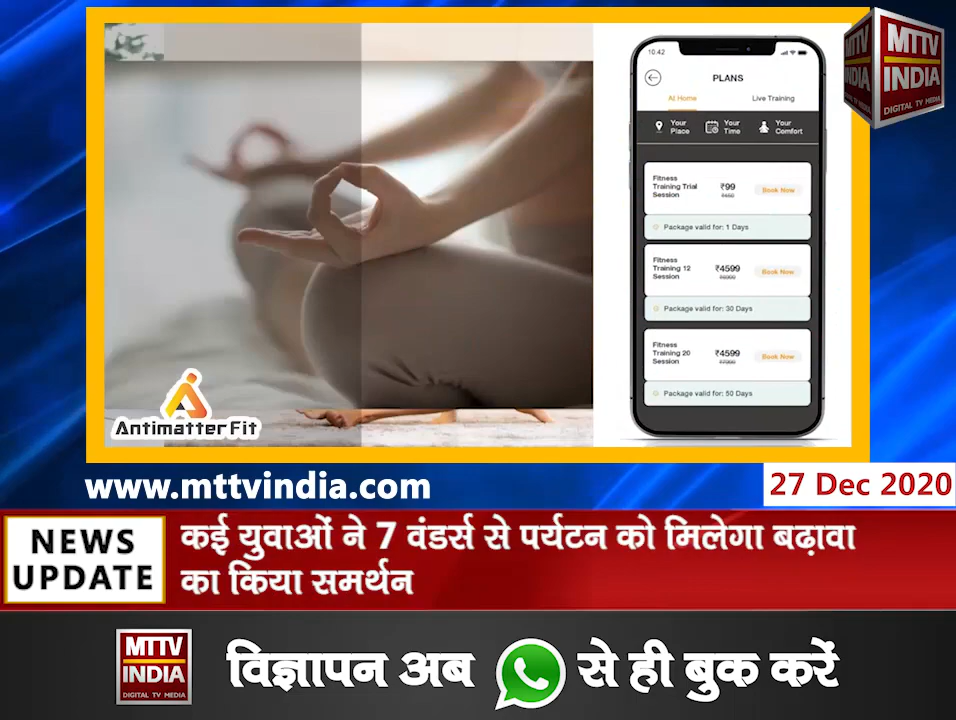 MTTV
INDIA
DIGITAL TV MEDIA
10.42
PLANS
At Home
Live Training
Your Place
Your Time
Your Comfort
Fitness
Training Trial
Session
₹99
Book Now
Package valid for: 1 Days
Fitness
Training 12
Session
₹4599
Book Now
Package valid for: 30 Days
Fitness
Training 20
Session
₹4599
Book Now
Package valid for: 50 Days
Antimatter Fit
www.mttvindia.com
27 Dec 2020
NEWS
UPDATE
कई युवाओं ने 7 वंडर्स से पर्यटन को मिलेगा बढ़ावा
का किया समर्थन
MTTV
INDIA
DIGITAL TV MEDIA
विज्ञापन अब से ही बुक करें